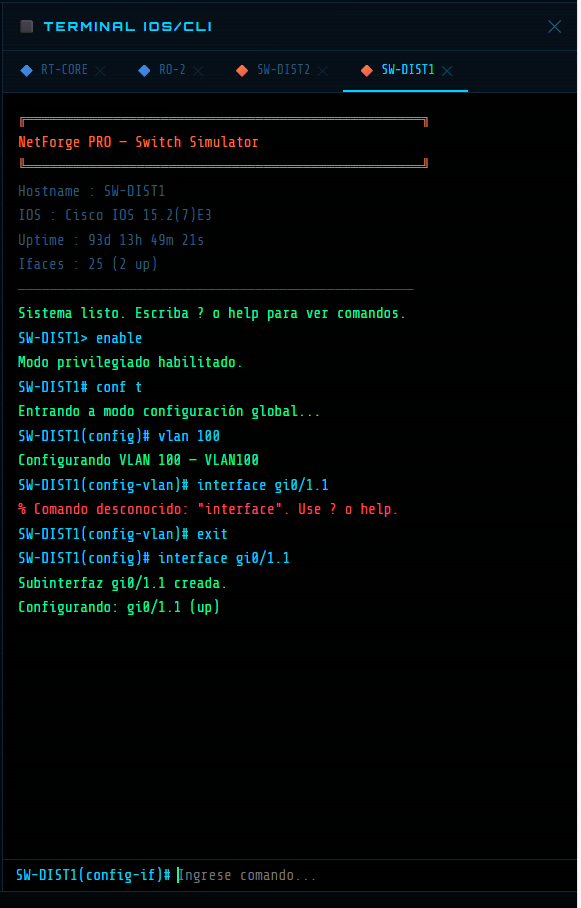 TERMINAL IOS/CLI
RT-CORE RO-2 SW-DIST2 SW-DIST1
NetForge PRO — Switch Simulator
Hostname : SW-DIST1
IOS : Cisco IOS 15.2(7)E3
Uptime : 93d 13h 49m 21s
Ifaces : 25 (2 up)
Sistema listo. Escriba ? o help para ver comandos.
SW-DIST1> enable
Modo privilegiado habilitado.
SW-DIST1# conf t
Entrando a modo configuración global...
SW-DIST1(config)# vlan 100
Configurando VLAN 100 — VLAN100
SW-DIST1(config-vlan)# interface gi0/1.1
% Comando desconocido: "interface". Use ? o help.
SW-DIST1(config-vlan)# exit
SW-DIST1(config)# interface gi0/1.1
Subinterfaz gi0/1.1 creada.
Configurando: gi0/1.1 (up)
SW-DIST1(config-if)# Ingrese comando...